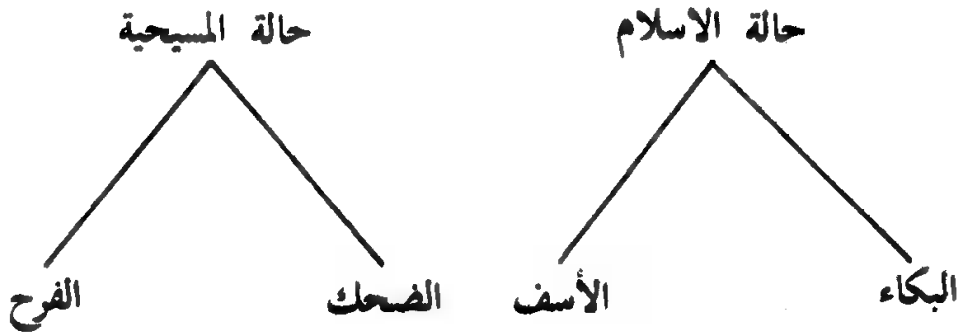 حالة الاسلام
حالة المسيحية
البكاء
الأسف
الضحك
الفرح